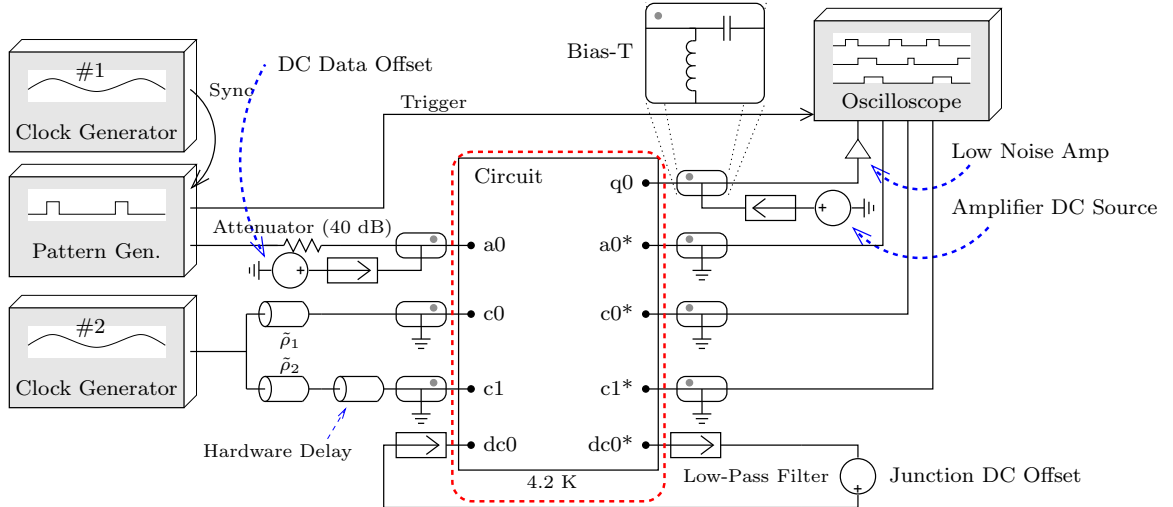 #1
Clock Generator
Sync
DC Data Offset
Bias-T
Oscilloscope
Trigger
Low Noise Amp
Amplifier DC Source
Pattern Gen.
Attenuator (40 dB)
Circuit
q0
a0
a0*
#2
Clock Generator
ρ̃₁
ρ̃₂
c0
c0*
c1
c1*
Hardware Delay
dc0
dc0*
4.2 K
Low-Pass Filter
Junction DC Offset